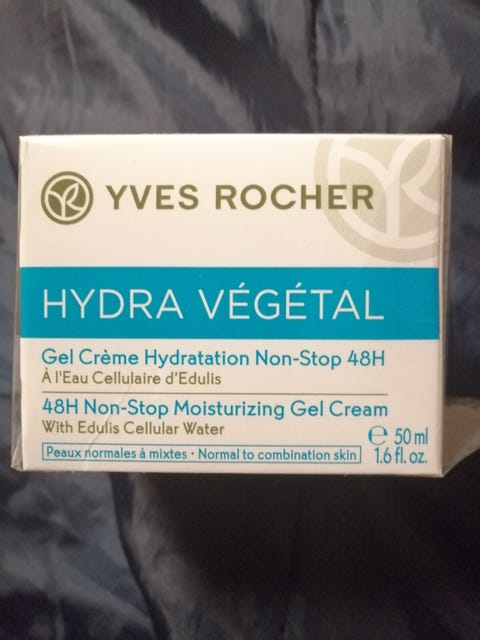 YVES ROCHER
HYDRA VÉGÉTAL
Gel Crème Hydratation Non-Stop 48H
À l'Eau Cellulaire d'Edulis
48H Non-Stop Moisturizing Gel Cream
With Edulis Cellular Water
Peaux normales à mixtes · Normal to combination skin
℮ 50 ml
1.6 fl. oz.